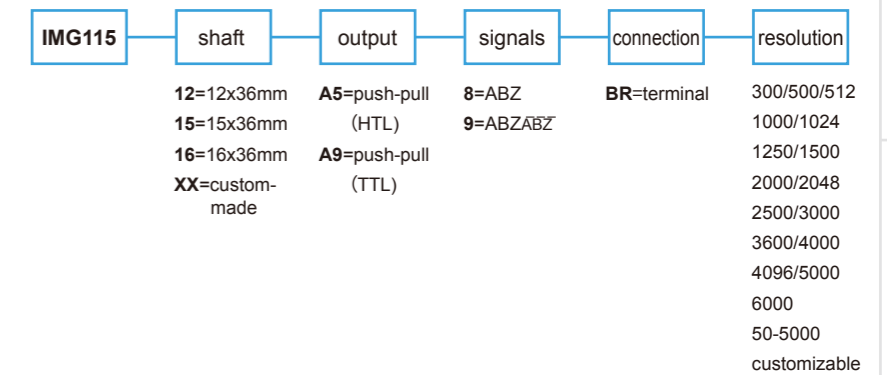 IMG115 shaft output signals connection resolution
12=12x36mm
15=15x36mm
16=16x36mm
XX=custom-
made
A5=push-pull
(HTL)
A9=push-pull
(TTL)
8=ABZ
9=ABZA̅B̅Z̅
BR=terminal
300/500/512
1000/1024
1250/1500
2000/2048
2500/3000
3600/4000
4096/5000
6000
50-5000
customizable